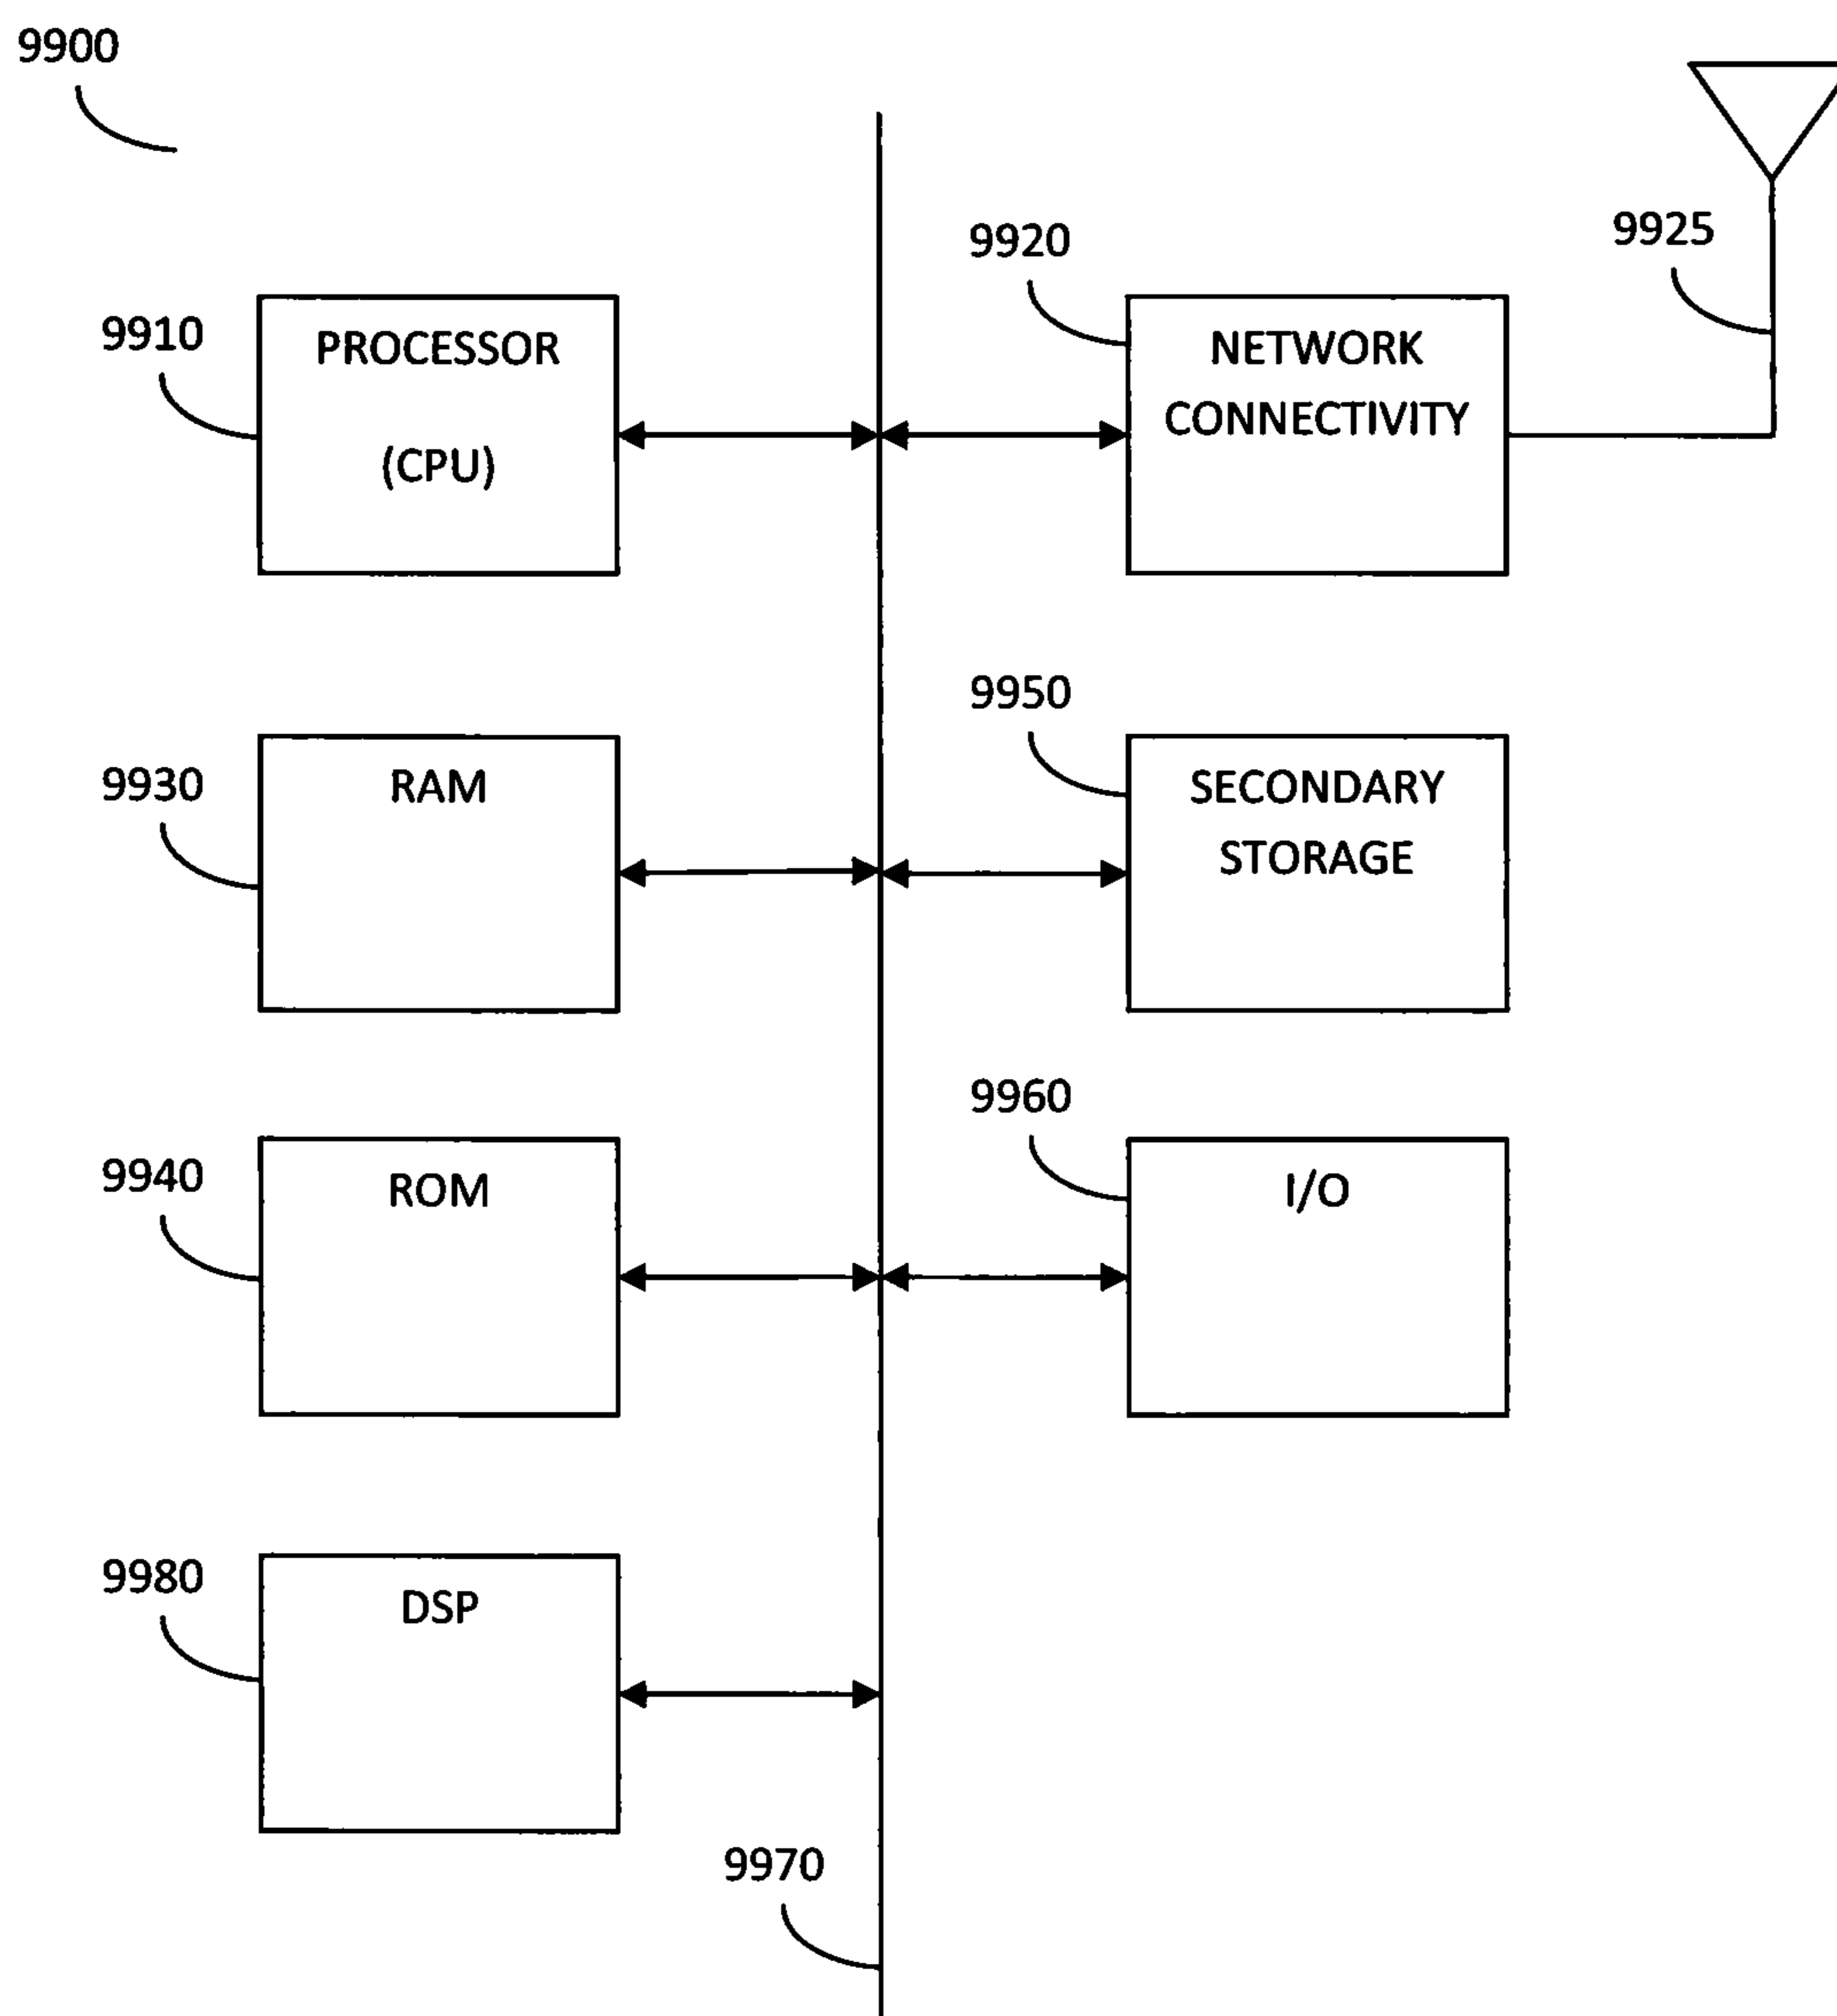 9900
9925
9920
9910
PROCESSOR
(CPU)
NETWORK
CONNECTIVITY
9950
9930
RAM
SECONDARY
STORAGE
9960
9940
ROM
I/O
9980
DSP
9970